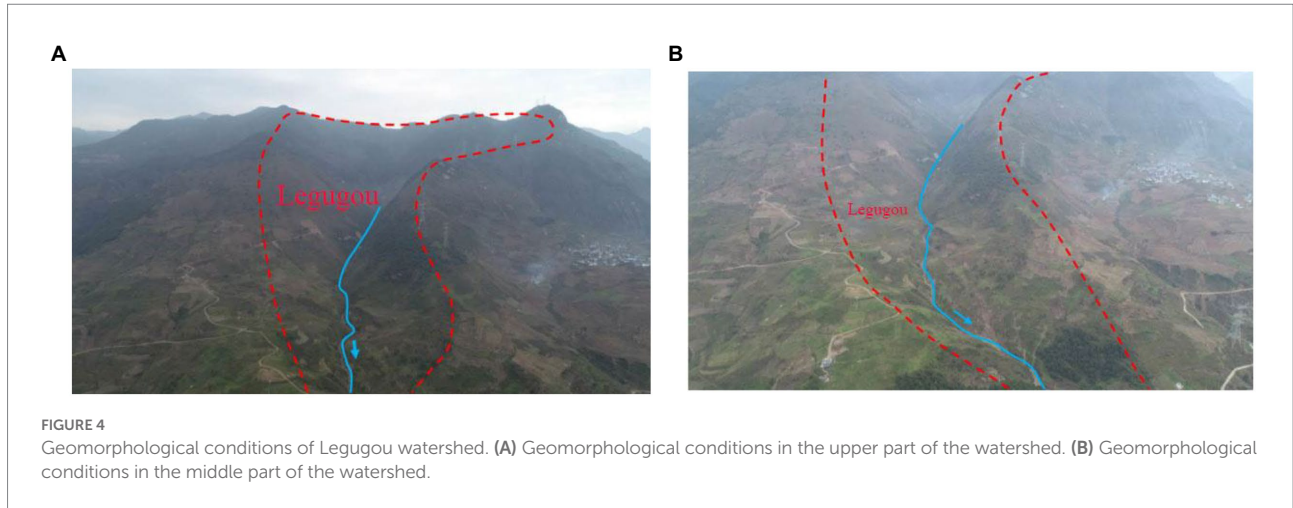 A
B
Legugou
Legugou
FIGURE 4
Geomorphological conditions of Legugou watershed. (A) Geomorphological conditions in the upper part of the watershed. (B) Geomorphological
conditions in the middle part of the watershed.